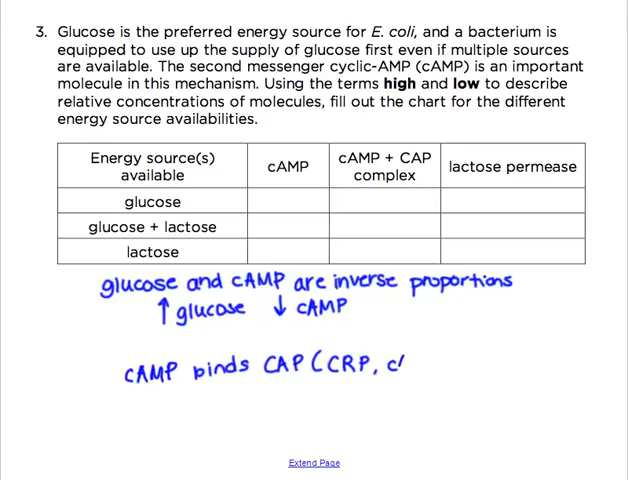 3. Glucose is the preferred energy source for E. coli, and a bacterium is
equipped to use up the supply of glucose first even if multiple sources
are available. The second messenger cyclic-AMP (cAMP) is an important
molecule in this mechanism. Using the terms high and low to describe
relative concentrations of molecules, fill out the chart for the different
energy source availabilities.
Energy source(s) available
cAMP
cAMP + CAP complex
lactose permease
glucose
glucose + lactose
lactose
glucose and cAMP are inverse proportions
↑ glucose ↓ cAMP
cAMP binds CAP (CRP, c
Extend Page